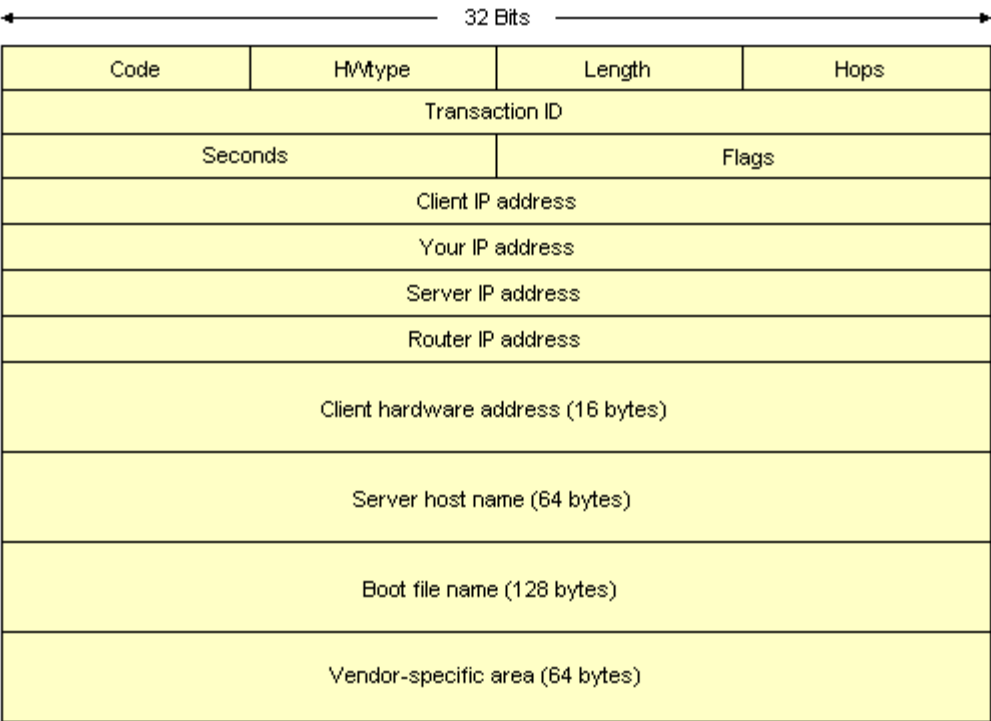 32 Bits
Code HWtype Length Hops
Transaction ID
Seconds Flags
Client IP address
Your IP address
Server IP address
Router IP address
Client hardware address (16 bytes)
Server host name (64 bytes)
Boot file name (128 bytes)
Vendor-specific area (64 bytes)